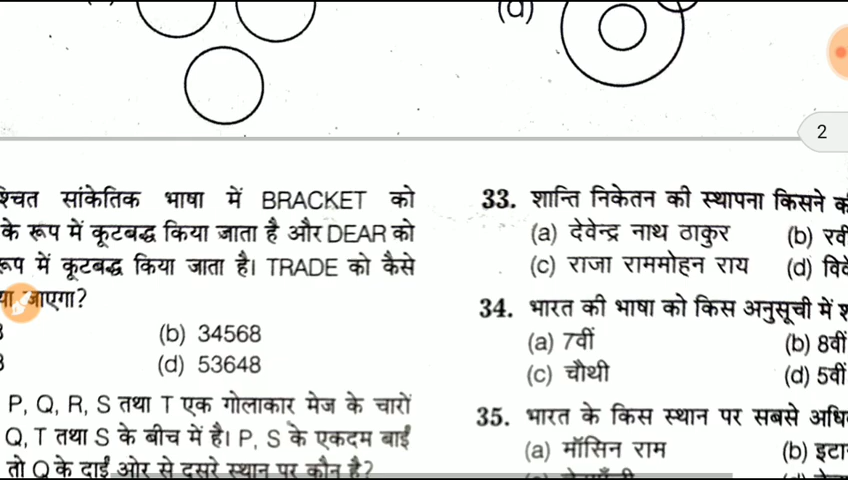 (d)
2
सांकेतिक भाषा में BRACKET को
के रूप में कूटबद्ध किया जाता है और DEAR को
में कूटबद्ध किया जाता है। TRADE को कैसे
जाएगा?
(b) 34568
(d) 53648
P, Q, R, S तथा T एक गोलाकार मेज के चारों
Q, T तथा S के बीच में है। P, S के एकदम बाईं
तो Q के दाईं ओर से दूसरे स्थान पर कौन है?
33. शान्ति निकेतन की स्थापना किसने
(a) देवेन्द्र नाथ ठाकुर (b)
(c) राजा राममोहन राय (d)
34. भारत की भाषा को किस अनुसूची में
(a) 7वीं (b) 8वीं
(c) चौथी (d) 5वीं
35. भारत के किस स्थान पर सबसे
(a) मॉसिन राम (b)